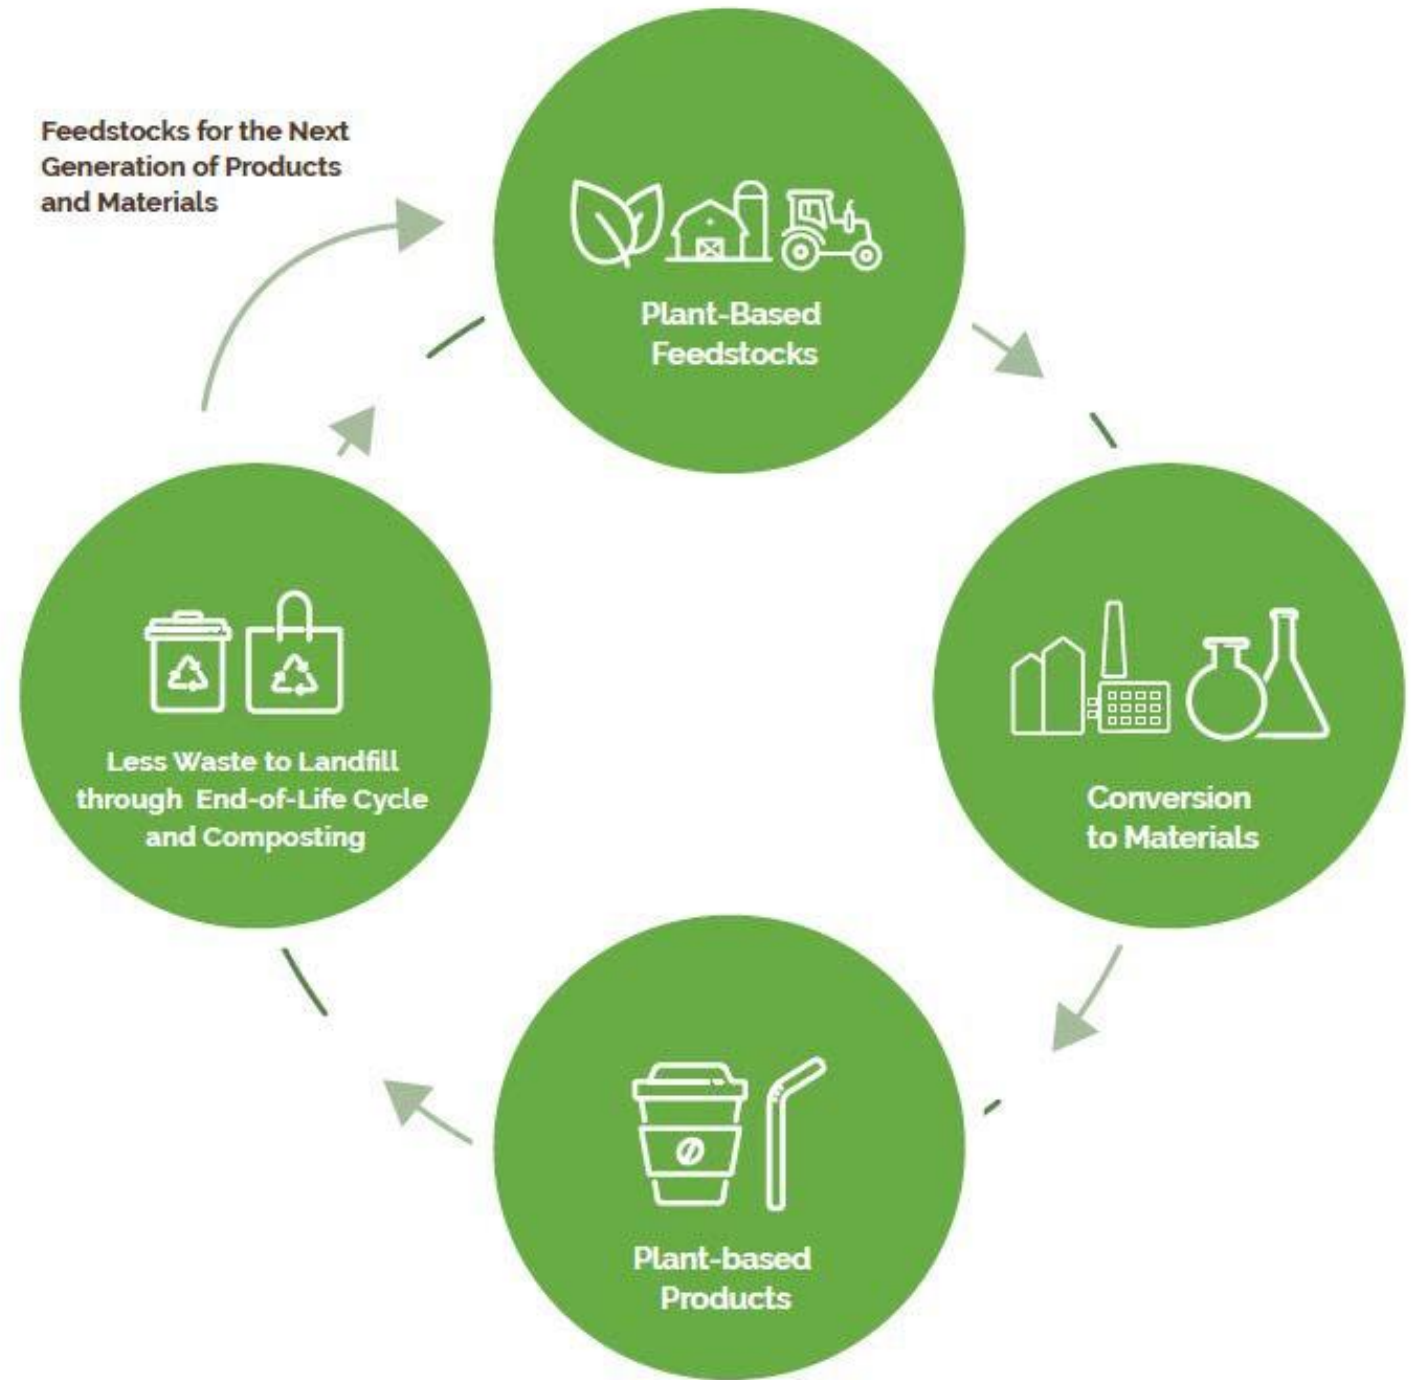 Feedstocks for the Next
Generation of Products
and Materials
Plant-Based
Feedstocks
Conversion
to Materials
Plant-based
Products
Less Waste to Landfill
through End-of-Life Cycle
and Composting